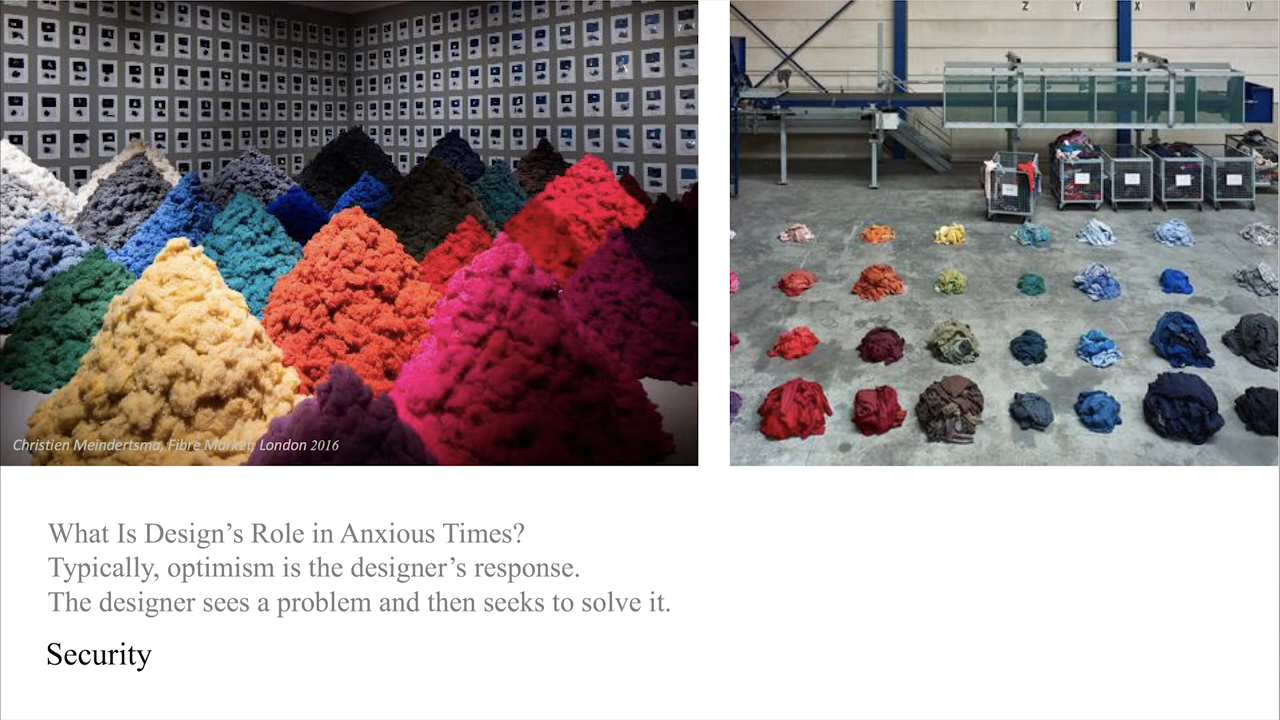 Z Y X W V
Christien Meindertsma, Fibre Market, London 2016
What Is Design’s Role in Anxious Times?
Typically, optimism is the designer’s response.
The designer sees a problem and then seeks to solve it.
Security